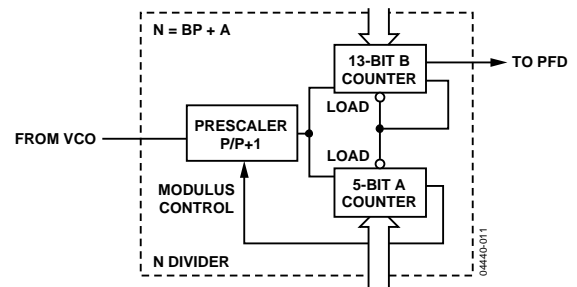 N = BP + A
13-BIT B
COUNTER
TO PFD
LOAD
PRESCALER
P/P+1
FROM VCO
LOAD
MODULUS
CONTROL
5-BIT A
COUNTER
N DIVIDER
04440-011